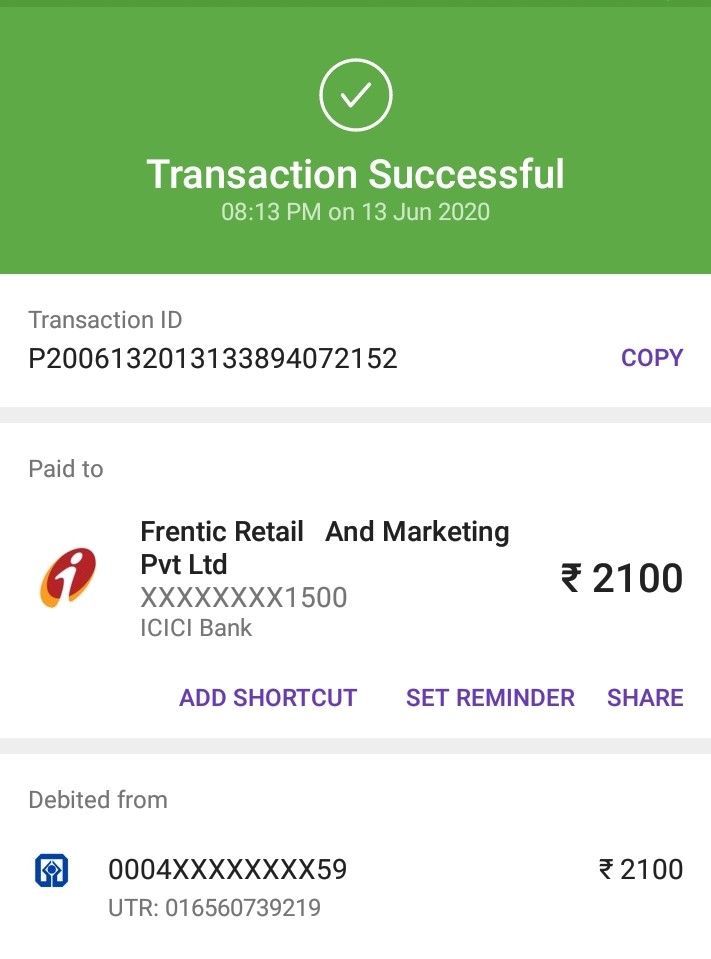 Transaction Successful
08:13 PM on 13 Jun 2020
Transaction ID
P2006132013133894072152
COPY
Paid to
Frentic Retail And Marketing
Pvt Ltd
₹ 2100
XXXXXXXX1500
ICICI Bank
ADD SHORTCUT SET REMINDER SHARE
Debited from
0004XXXXXXXX59 ₹ 2100
UTR: 016560739219